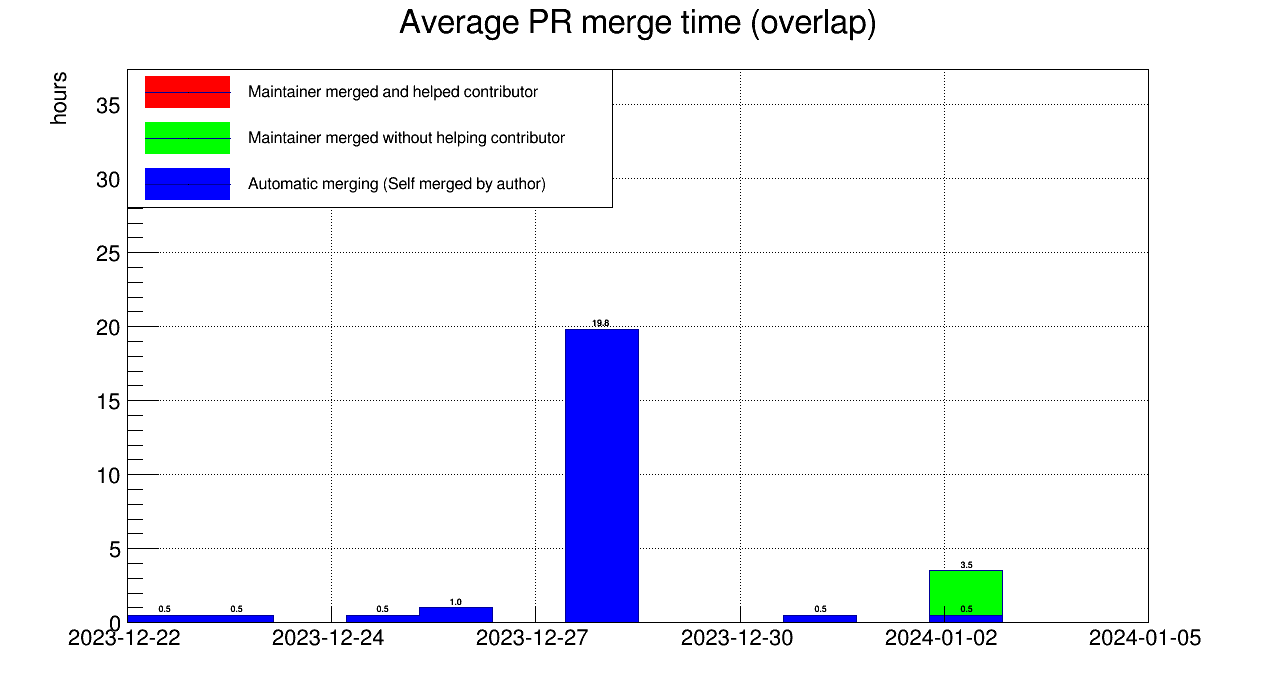 Average PR merge time (overlap)
hours
Maintainer merged and helped contributor
Maintainer merged without helping contributor
Automatic merging (Self merged by author)
35
30
25
20
15
10
5
0
19.8
3.5
1.0
0.5 0.5 0.5 0.5 0.5
2023-12-22 2023-12-24 2023-12-27 2023-12-30 2024-01-02 2024-01-05